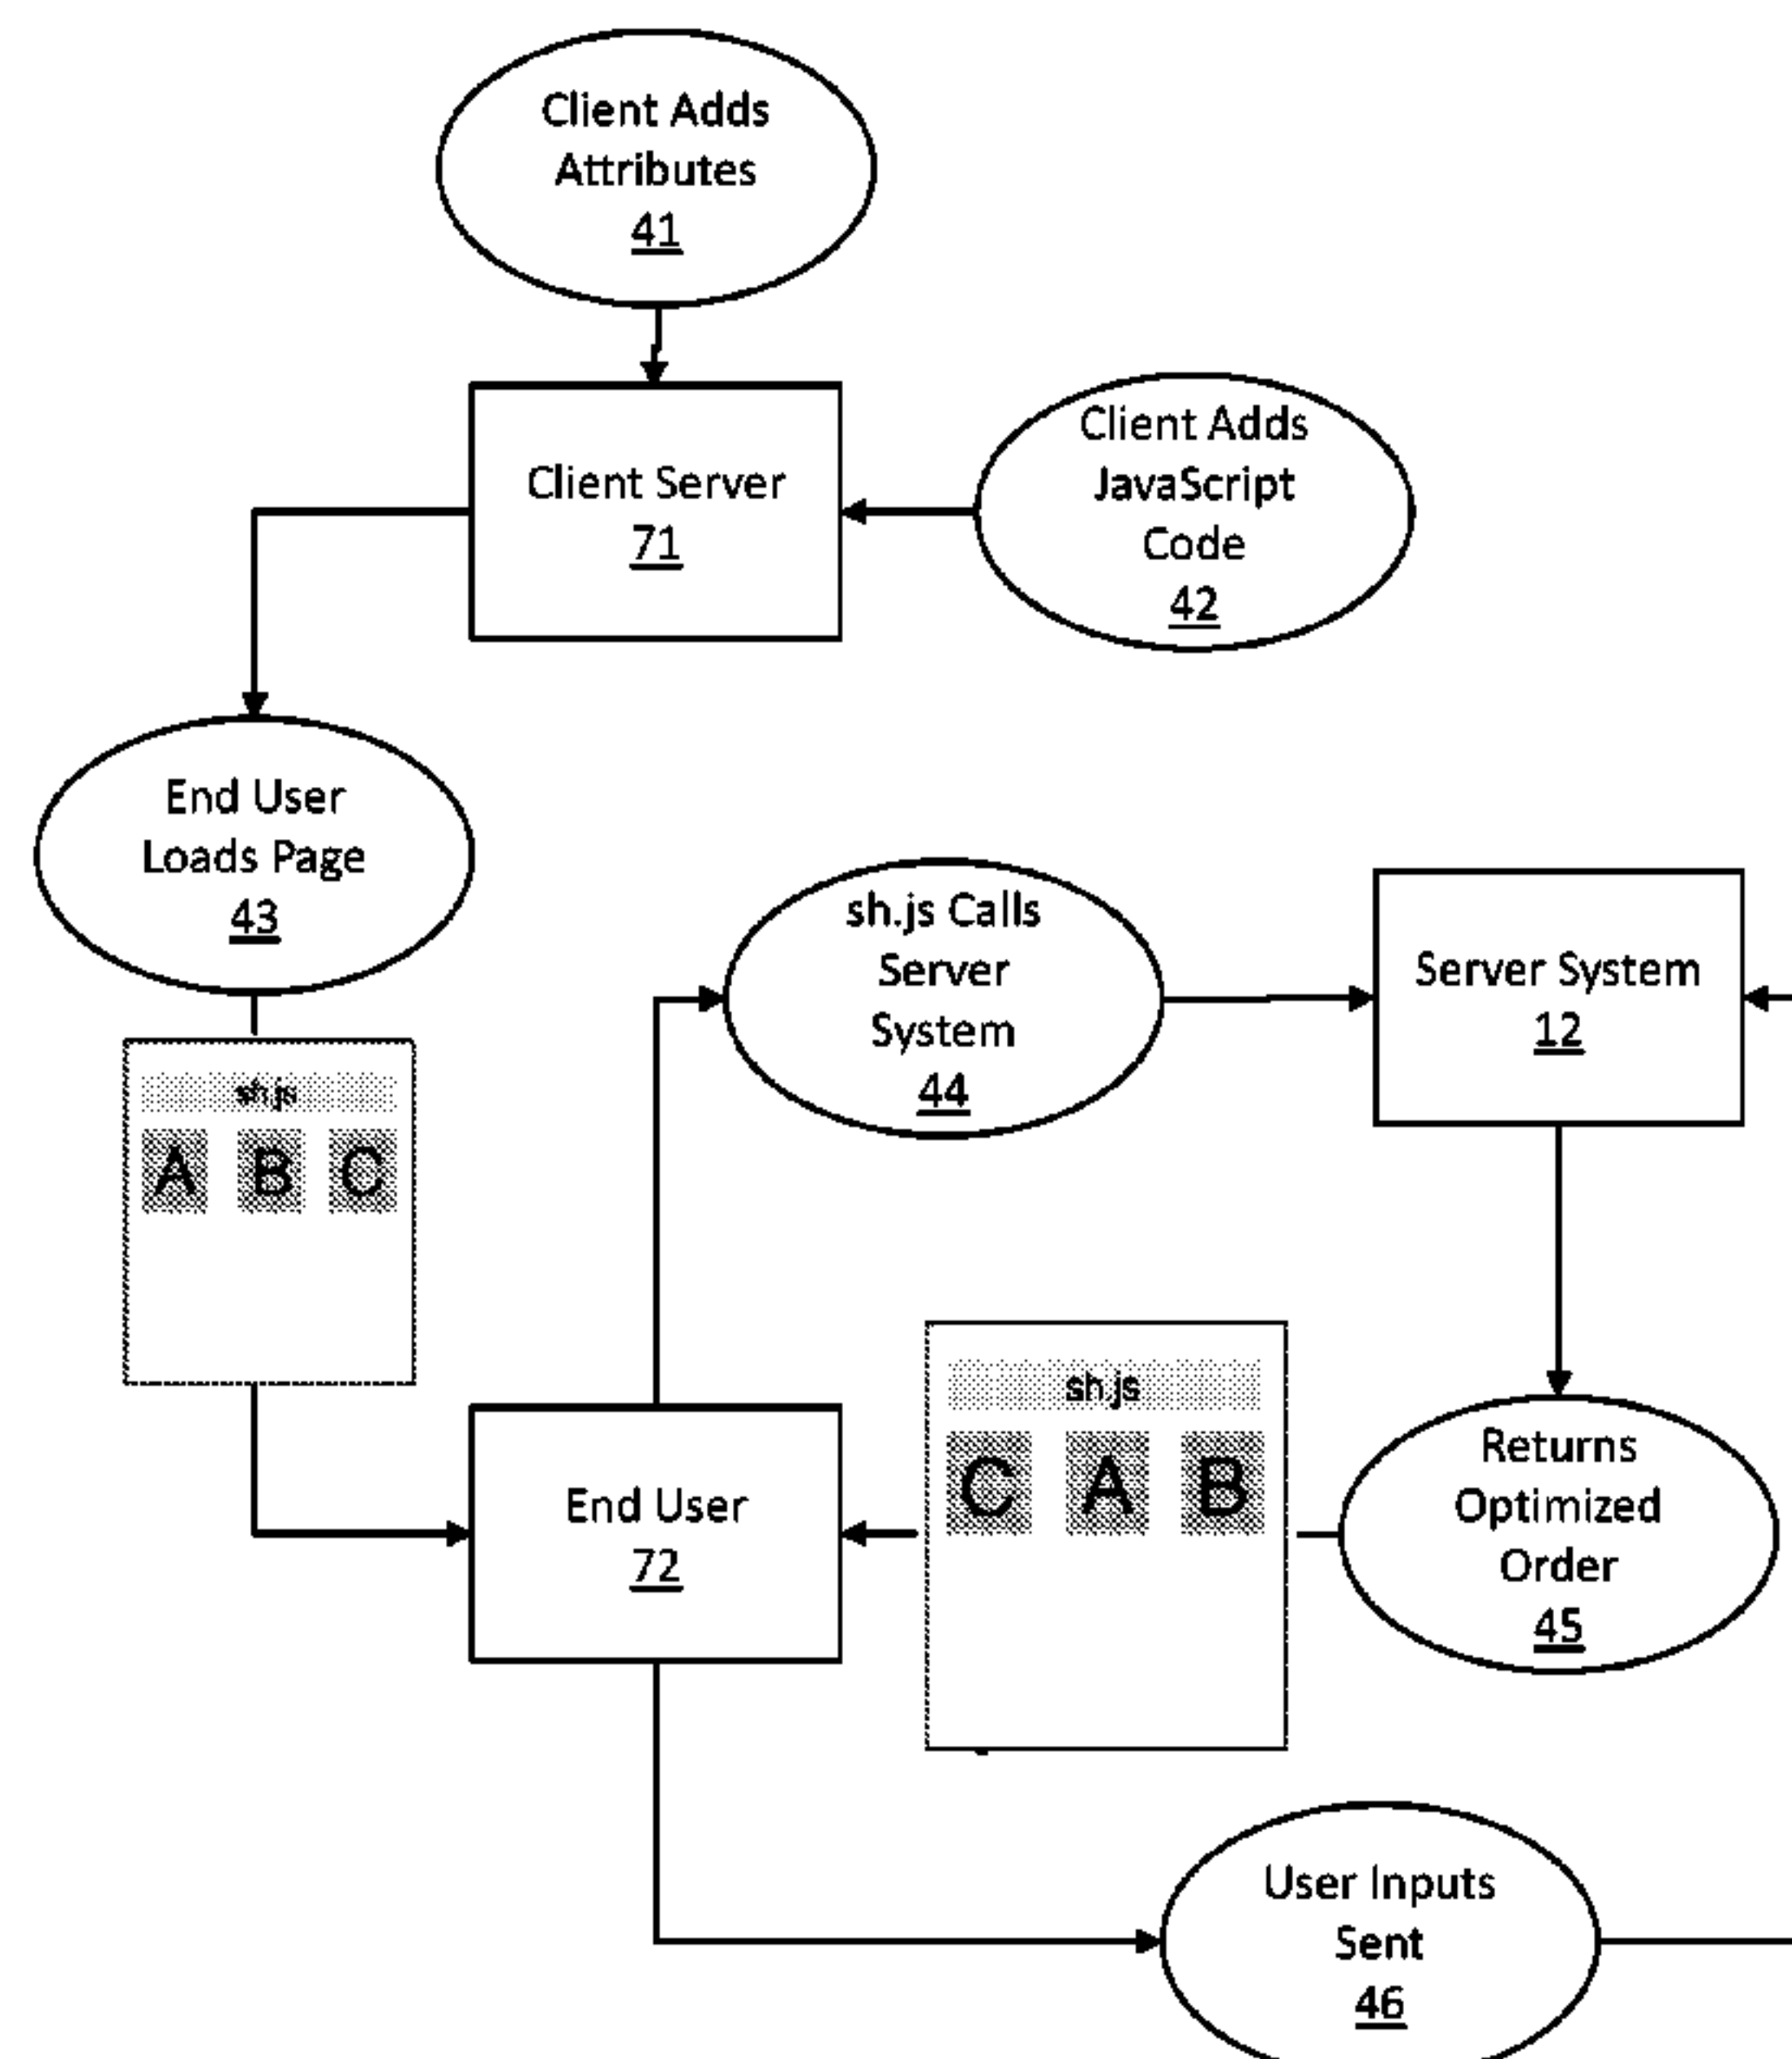 Client Adds
Attributes
41
Client Server
71
Client Adds
JavaScript
Code
42
End User
Loads Page
43
sh.js
A B C
sh.js Calls
Server
System
44
Server System
12
End User
72
sh.js
C A B
Returns
Optimized
Order
45
User Inputs
Sent
46